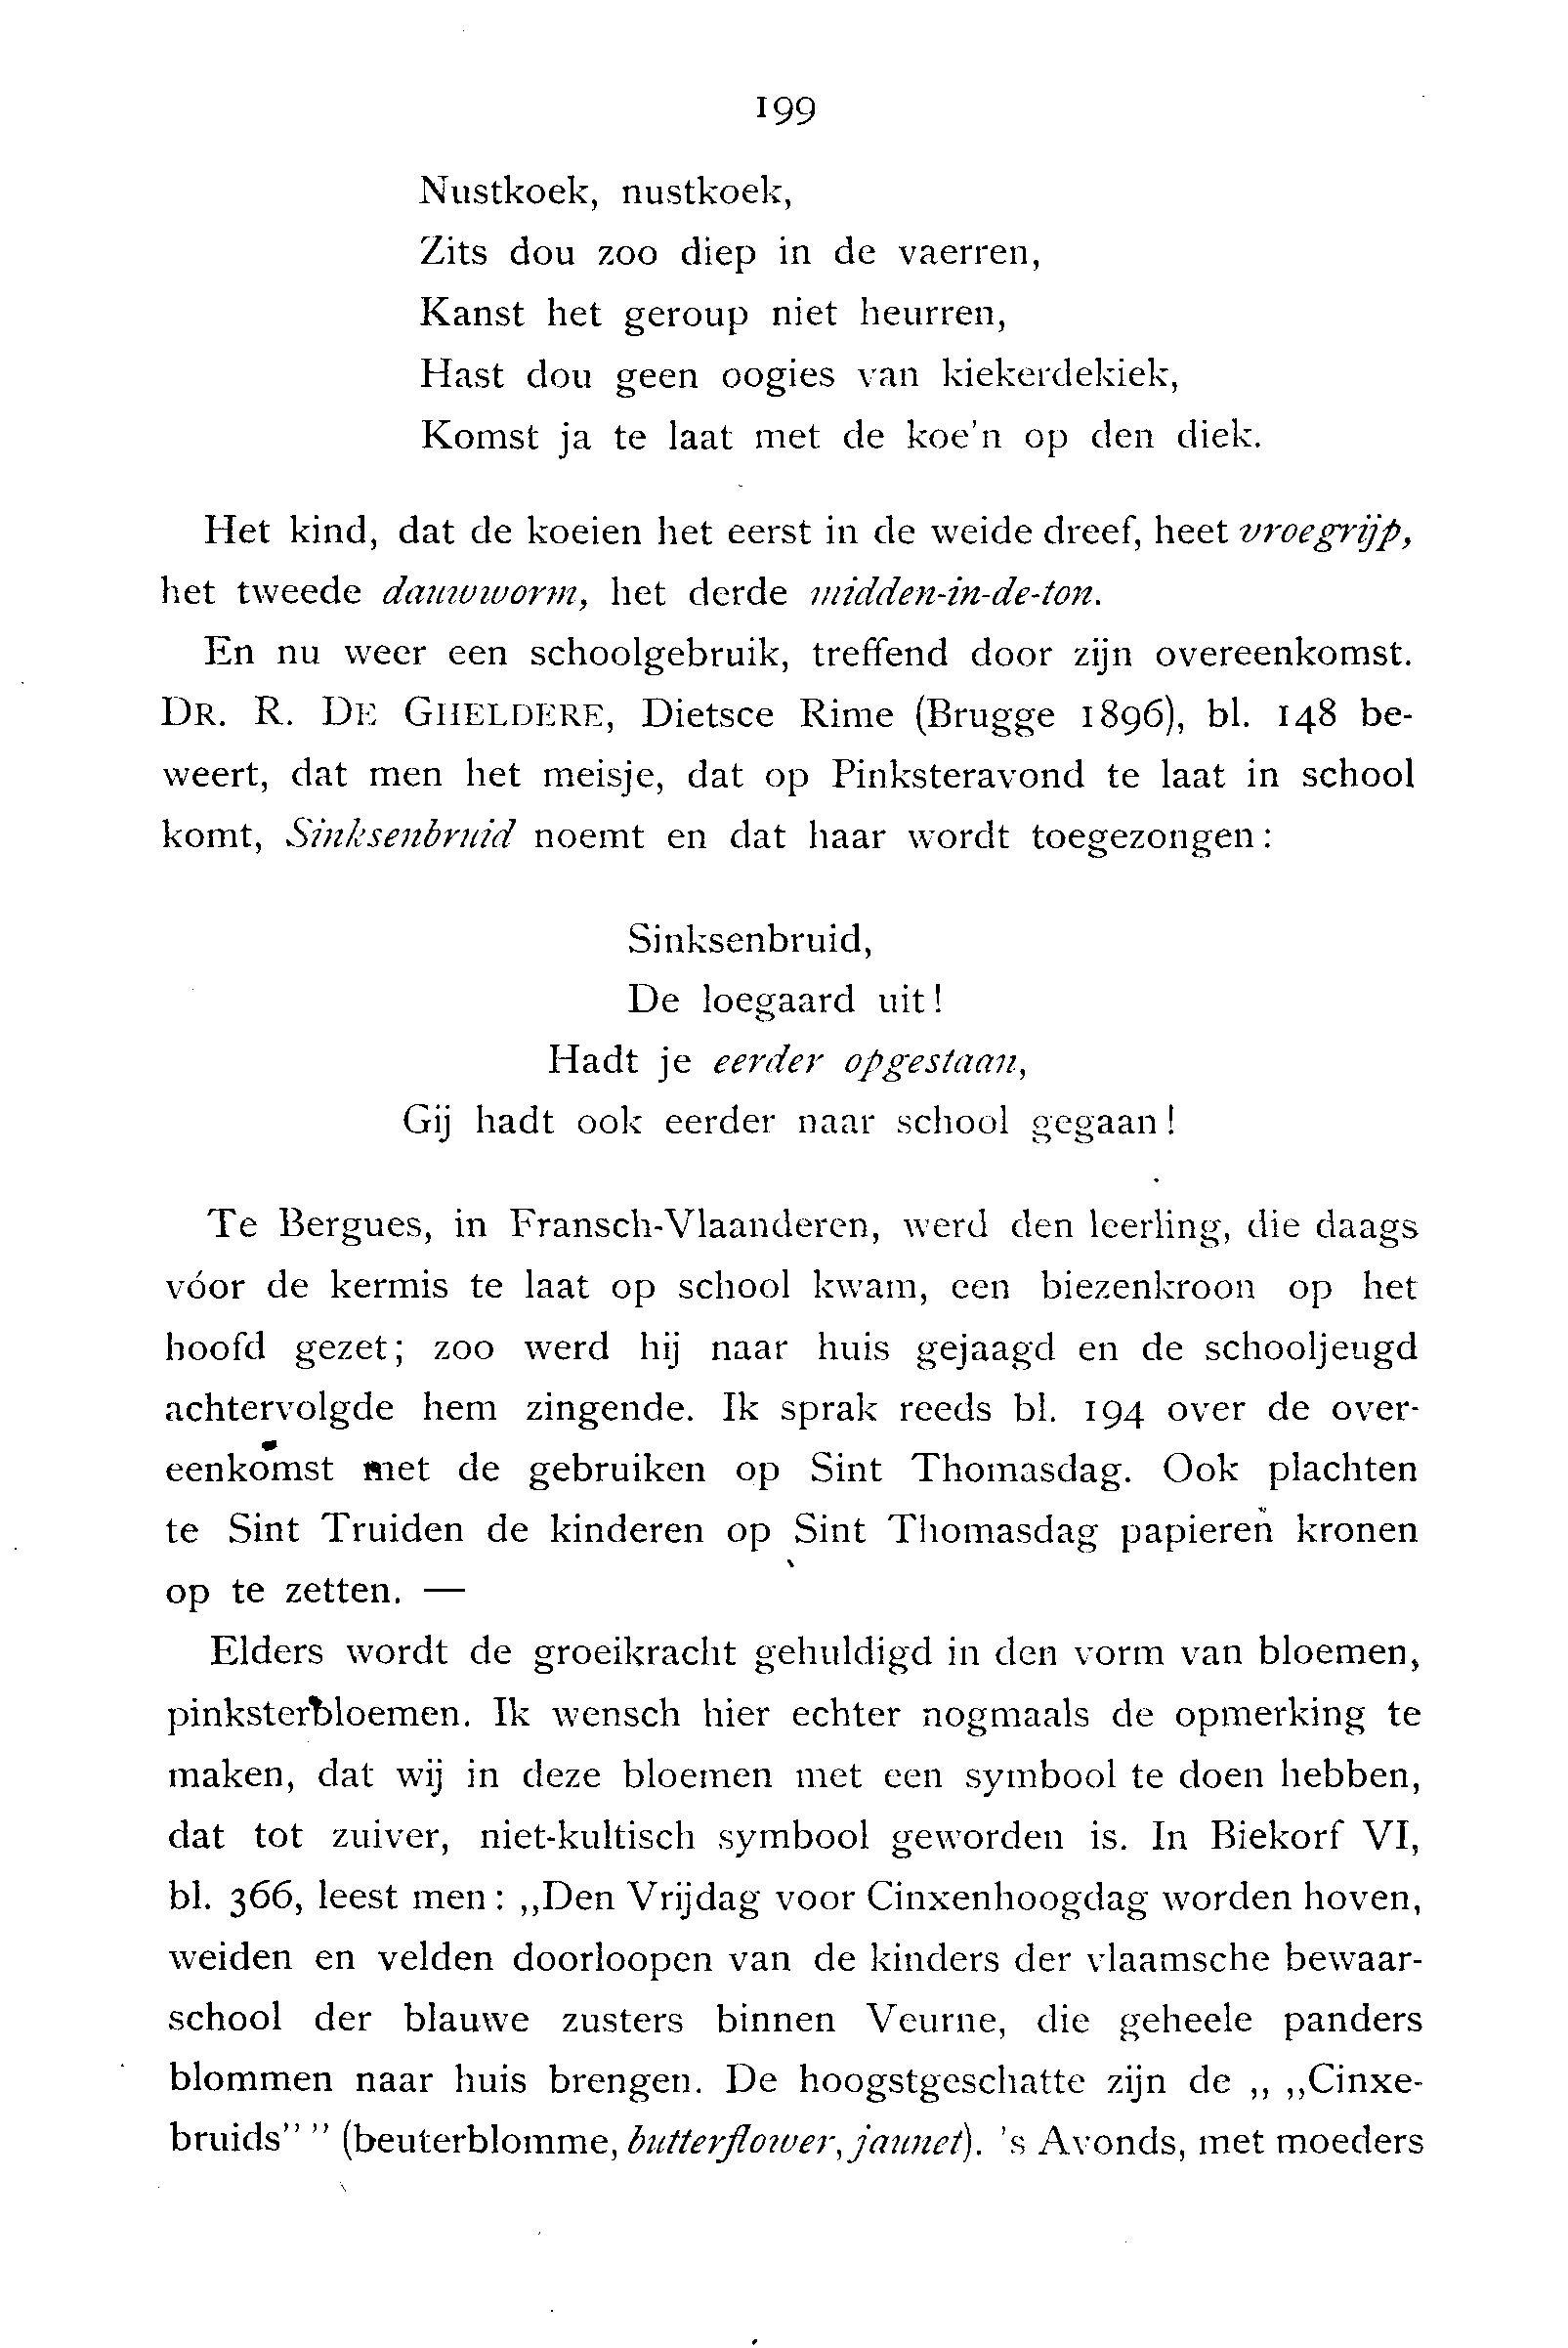 199
Nustkoek, nustkoek,
Zits dou zoo diep in de vaerren,
Kanst het geroup niet heurren,
Hast dou geen oogies van kiekerdekiek,
Komst ja te laat met de koe'n op den diek.
Het kind, dat de koeien het eerst in de weide dreef, heet vroegrijp,
het tweede dauwworm, het derde midden-in-de-ton.
En nu weer een schoolgebruik, treffend door zijn overeenkomst.
DR. R. DE GHELDERE, Dietsce Rime (Brugge 1896), bl. 148 be-
weert, dat men het meisje, dat op Pinksteravond te laat in school
komt, Sinksenbruid noemt en dat haar wordt toegezongen:
Sinksenbruid,
De loegaard uit!
Hadt je eerder opgestaan,
Gij hadt ook eerder naar school gegaan!
Te Bergues, in Fransch-Vlaanderen, werd den leerling, die daags
vóor de kermis te laat op school kwam, een biezenkroon op het
hoofd gezet; zoo werd hij naar huis gejaagd en de schooljeugd
achtervolgde hem zingende. Ik sprak reeds bl. 194 over de over-
eenkomst met de gebruiken op Sint Thomasdag. Ook plachten
te Sint Truiden de kinderen op Sint Thomasdag papieren kronen
op te zetten. —
Elders wordt de groeikracht gehuldigd in den vorm van bloemen,
pinksterbloemen. Ik wensch hier echter nogmaals de opmerking te
maken, dat wij in deze bloemen met een symbool te doen hebben,
dat tot zuiver, niet-kultisch symbool geworden is. In Biekorf VI,
bl. 366, leest men: „Den Vrijdag voor Cinxenhoogdag worden hoven,
weiden en velden doorloopen van de kinders der vlaamsche bewaar-
school der blauwe zusters binnen Veurne, die geheele panders
blommen naar huis brengen. De hoogstgeschatte zijn de „ „Cinxe-
bruids” ” (beuterblomme, butterflower, jaunet). 's Avonds, met moeders